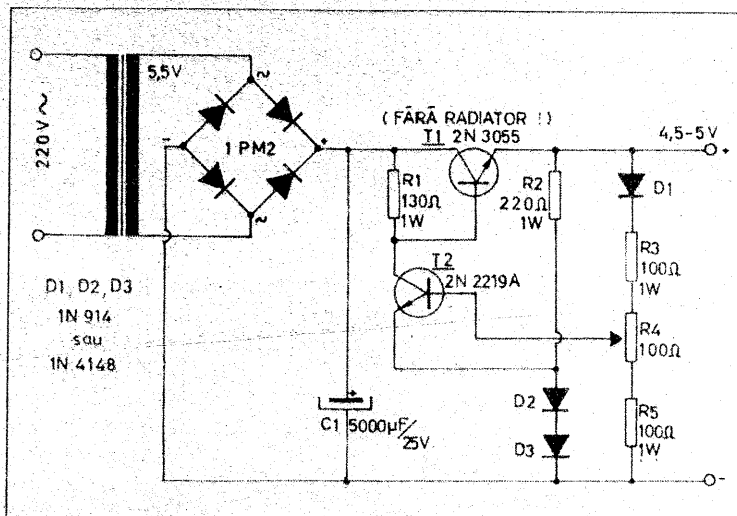 220V ~
5,5V
~
-
1 PM2
+
~
(FĂRĂ RADIATOR !)
T1 2N 3055
4,5-5V
+
R1
130Ω
1W
R2
220Ω
1W
D1
T2
2N 2219A
R3
100Ω
1W
R4
100Ω
D1, D2, D3
1N 914
sau
1N 4148
+
C1 5000µF/
25V
D2
D3
R5
100Ω
1W
-